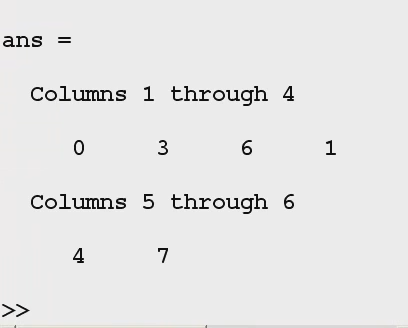 ans =
Columns 1 through 4
0 3 6 1
Columns 5 through 6
4 7
>>